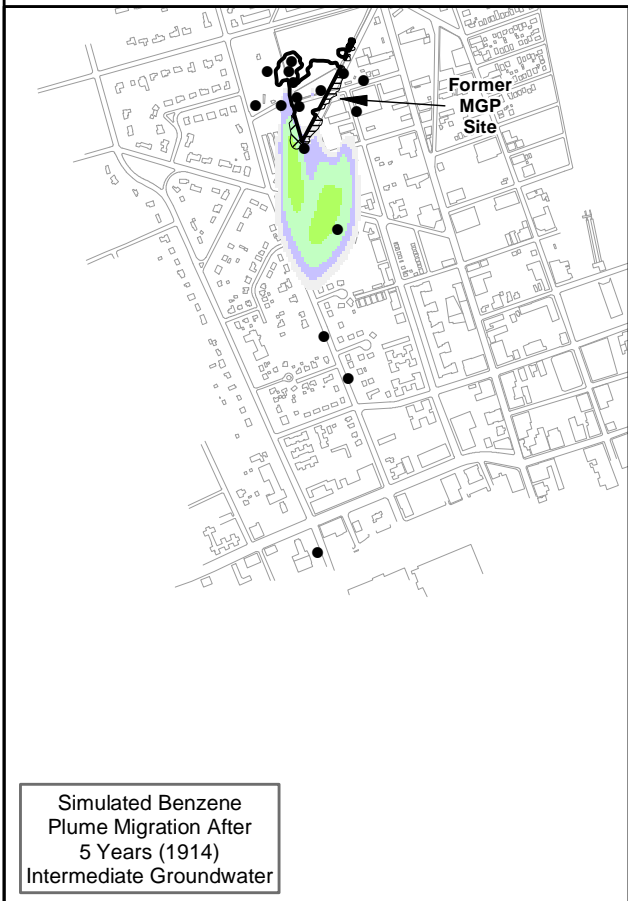 Former
MGP
Site
Simulated Benzene
Plume Migration After
5 Years (1914)
Intermediate Groundwater